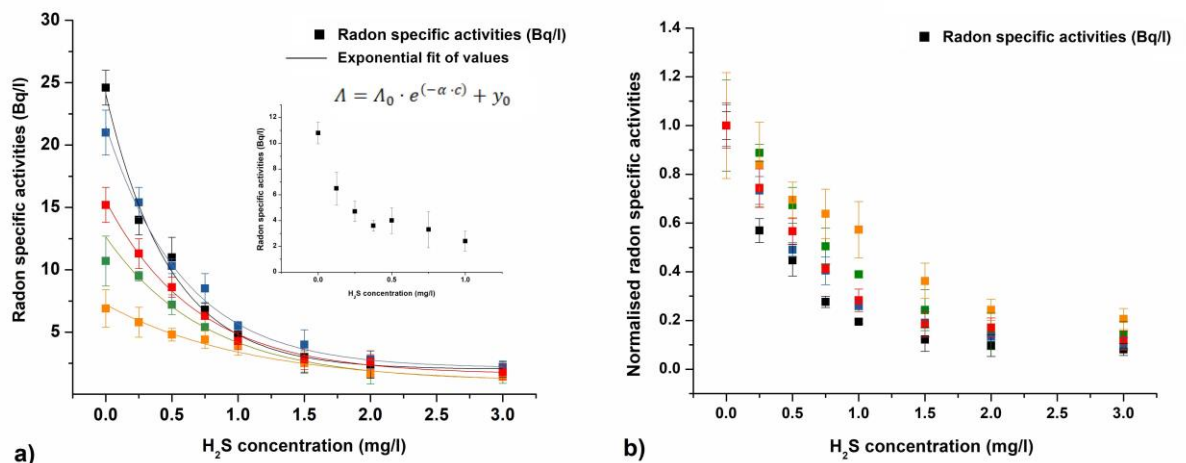 30
25
20
15
10
5
0.0 0.5 1.0 1.5 2.0 2.5 3.0
Radon specific activities (Bq/l)
H₂S concentration (mg/l)
a)
Radon specific activities (Bq/l)
Exponential fit of values
Λ = Λ₀ · e^(−α · c) + y₀
12
10
8
6
4
2
0
0.0 0.5 1.0
Radon specific activities (Bq/l)
H₂S concentration (mg/l)
1.4
1.2
1.0
0.8
0.6
0.4
0.2
0.0
0.0 0.5 1.0 1.5 2.0 2.5 3.0
Normalised radon specific activities
H₂S concentration (mg/l)
b)
Radon specific activities (Bq/l)